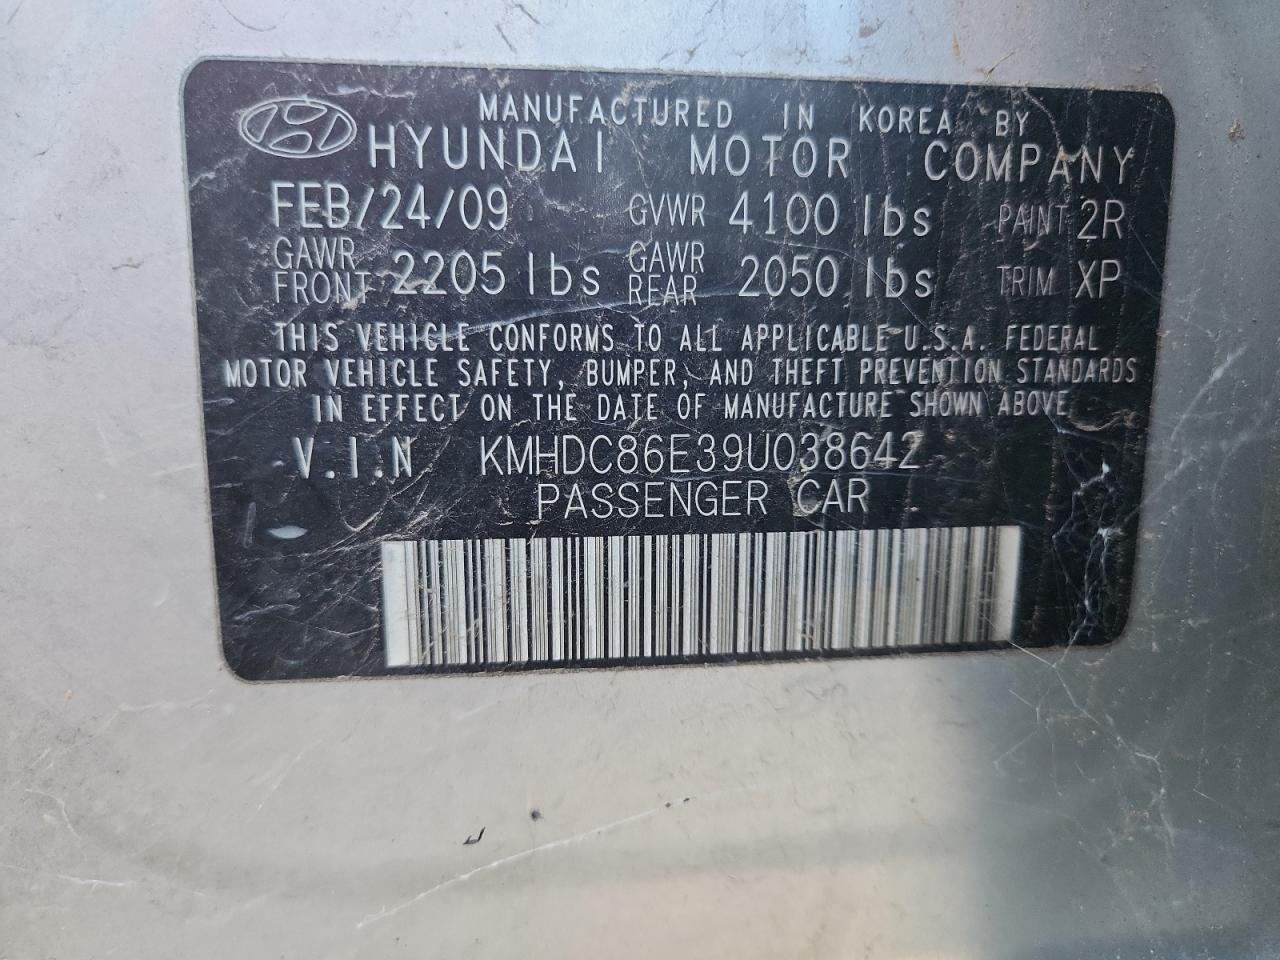 MANUFACTURED IN KOREA BY
HYUNDAI MOTOR COMPANY
FEB/24/09 GVWR 4100 lbs PAINT 2R
GAWR FRONT 2205 lbs GAWR REAR 2050 lbs TRIM XP
THIS VEHICLE CONFORMS TO ALL APPLICABLE U.S.A. FEDERAL
MOTOR VEHICLE SAFETY, BUMPER, AND THEFT PREVENTION STANDARDS
IN EFFECT ON THE DATE OF MANUFACTURE SHOWN ABOVE
V.I.N KMHDC86E39U038642
PASSENGER CAR